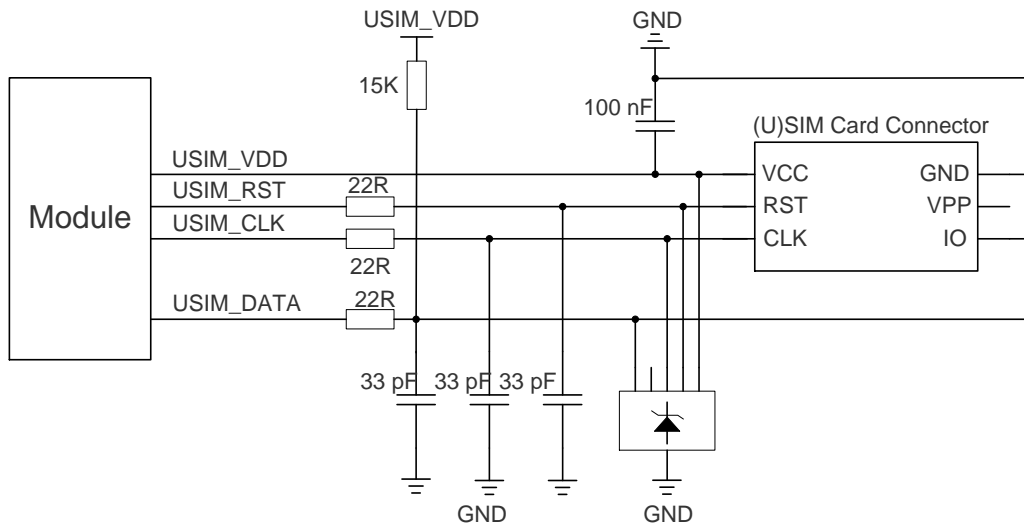 USIM_VDD
GND
15K
100 nF
(U)SIM Card Connector
USIM_VDD
VCC
GND
USIM_RST
22R
RST
VPP
Module
USIM_CLK
CLK
IO
22R
USIM_DATA
22R
33 pF
33 pF
33 pF
GND
GND